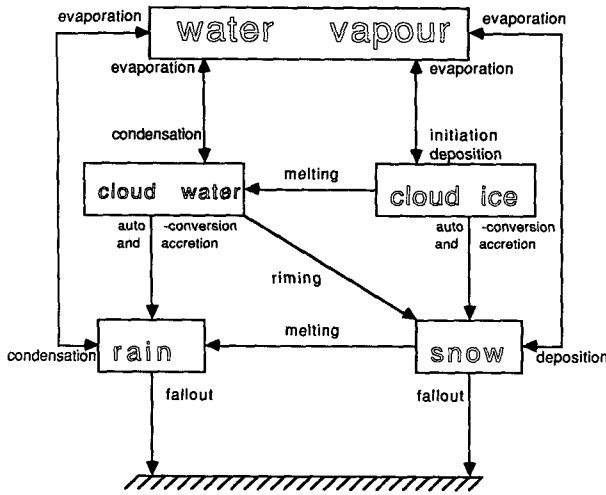 evaporation
evaporation
water vapour
evaporation
evaporation
condensation
initiation
deposition
melting
cloud water
cloud ice
auto -conversion
and accretion
auto -conversion
and accretion
riming
melting
rain
snow
condensation
deposition
fallout
fallout